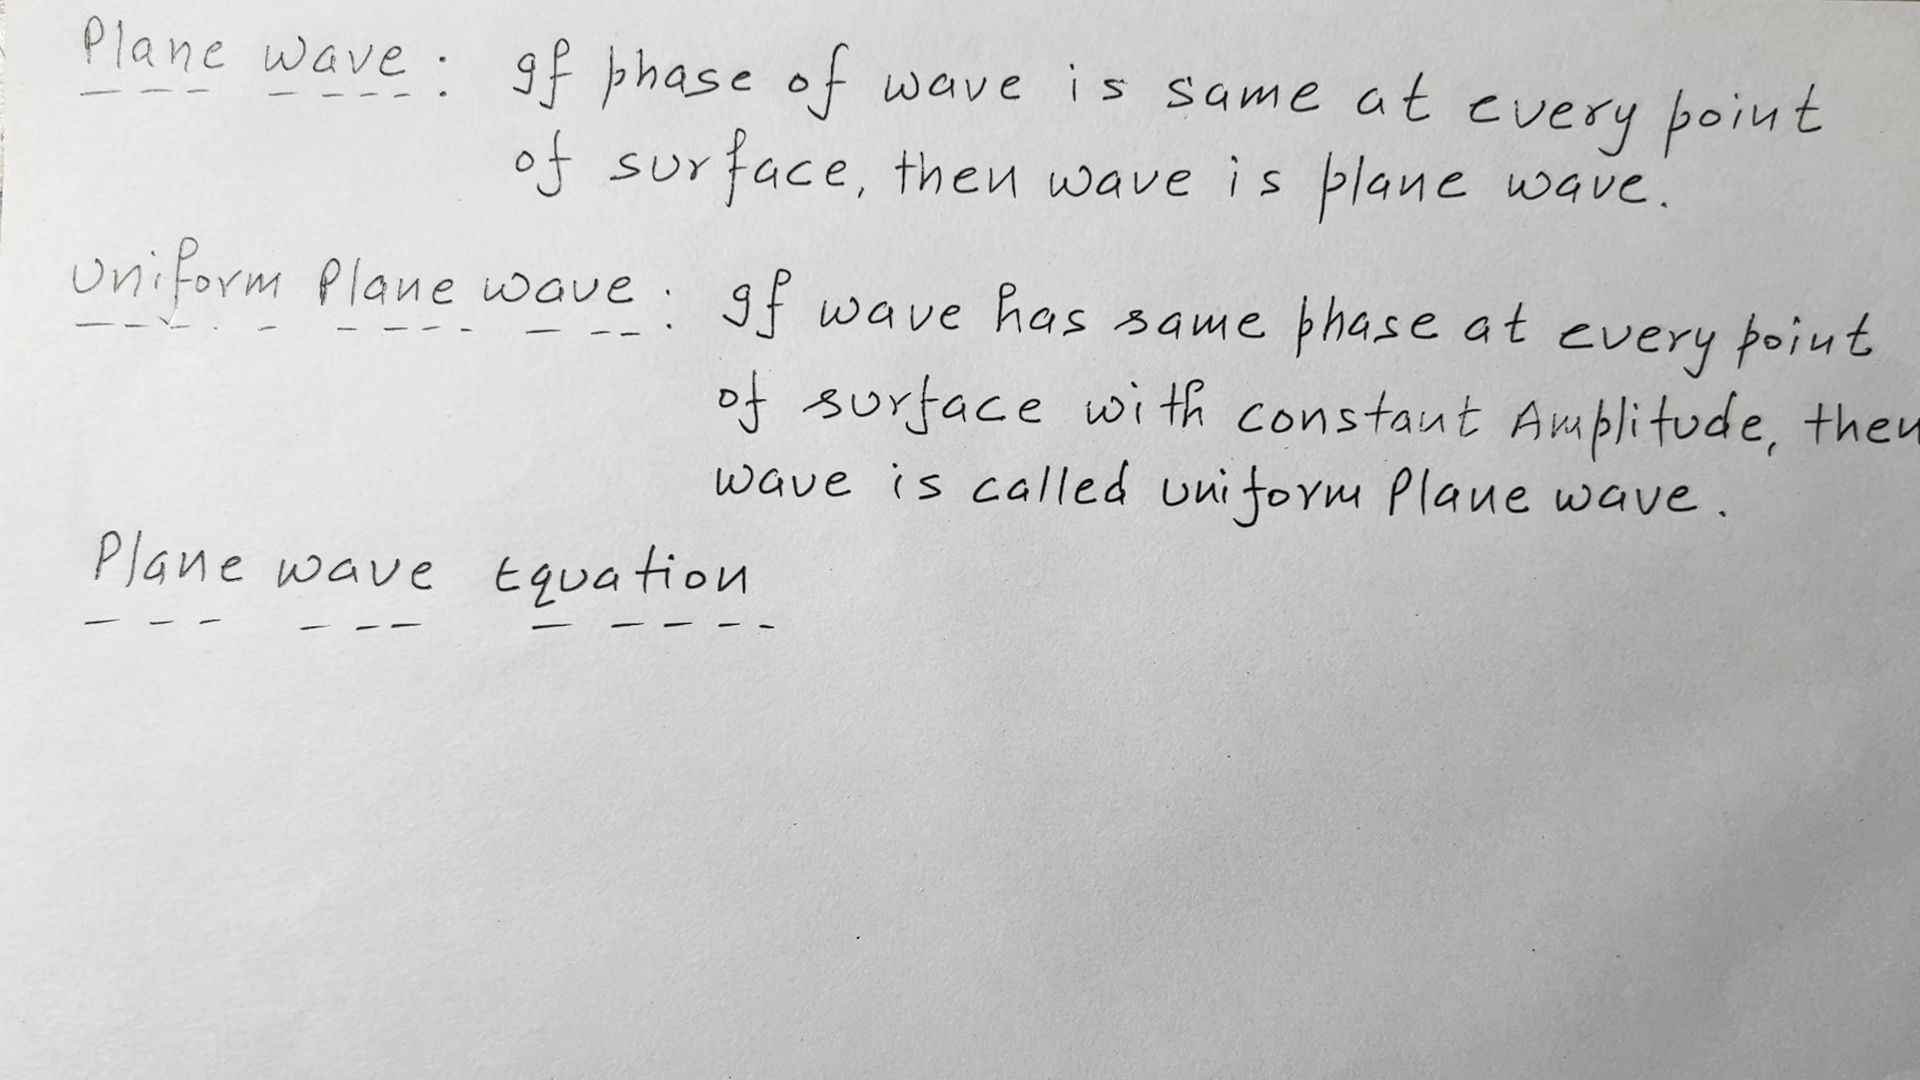 Plane wave : If phase of wave is same at every point
of surface, then wave is plane wave.
Uniform Plane wave : If wave has same phase at every point
of surface with constant Amplitude, then
wave is called uniform Plane wave.
Plane wave Equation